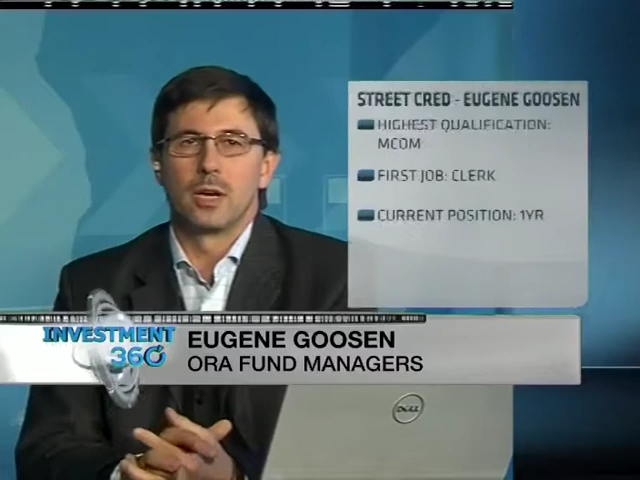 STREET CRED - EUGENE GOOSEN
HIGHEST QUALIFICATION:
MCOM
FIRST JOB: CLERK
CURRENT POSITION: 1YR
INVESTMENT
360
EUGENE GOOSEN
ORA FUND MANAGERS
DELL